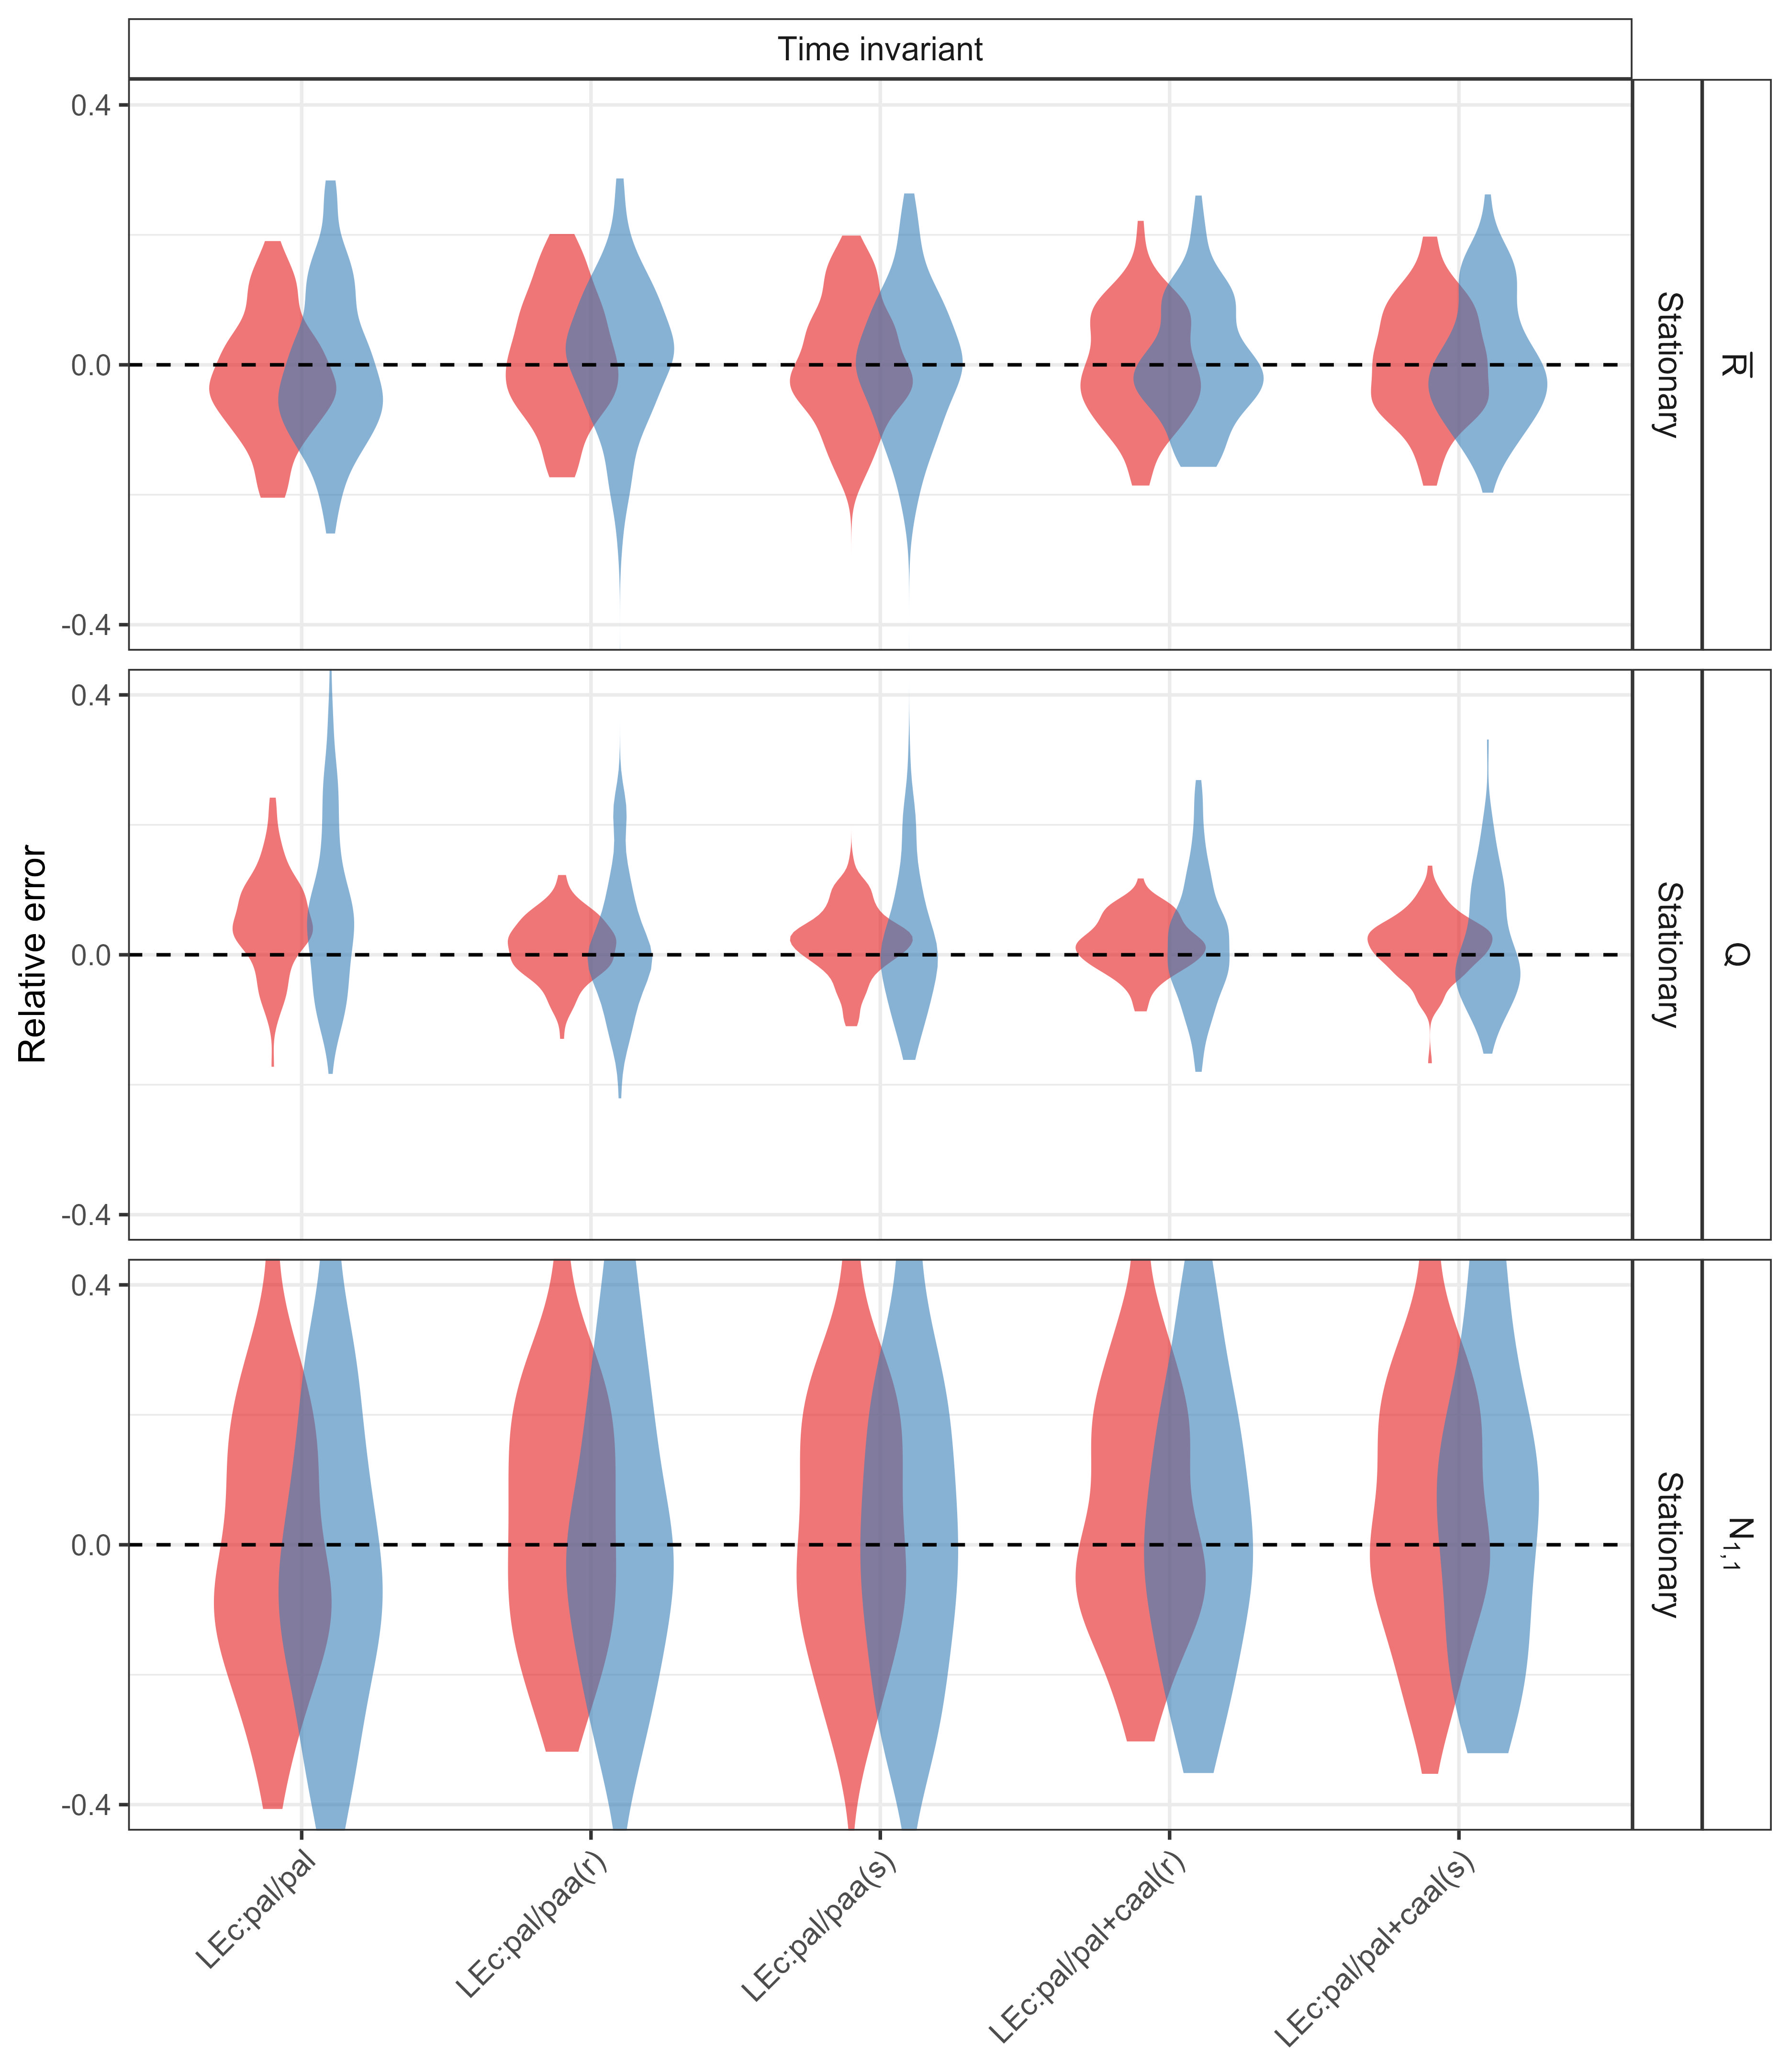 Time invariant
0.4
0.0
-0.4
Stationary
R̅
0.4
0.0
-0.4
Stationary
Q
Relative error
0.4
0.0
-0.4
Stationary
N₁,₁
LEc:pal/pal
LEc:pal/paa(r)
LEc:pal/paa(s)
LEc:pal/pal+caal(r)
LEc:pal/pal+caal(s)